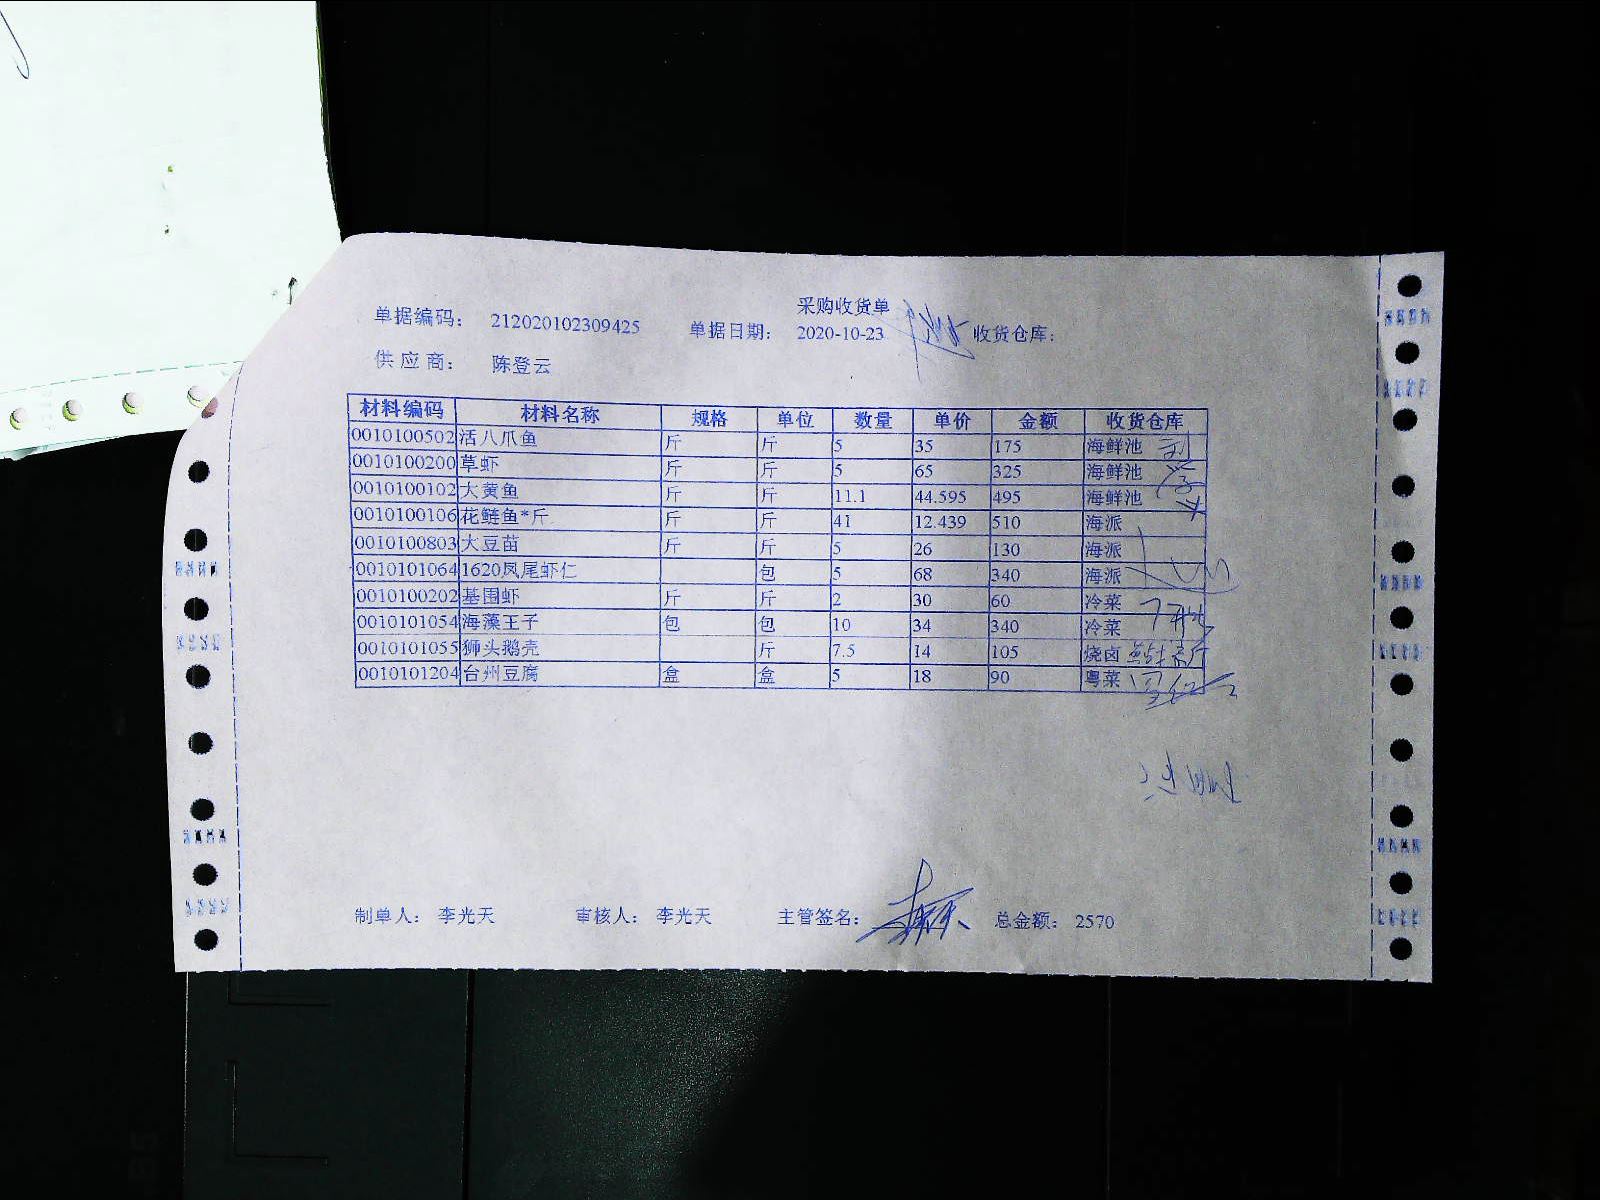 采购收货单
单据编码： 212020102309425 单据日期： 2020-10-23 收货仓库：
供 应 商： 陈登云
材料编码 材料名称 规格 单位 数量 单价 金额 收货仓库
0010100502 活八爪鱼 斤 斤 5 35 175 海鲜池
0010100200 草虾 斤 斤 5 65 325 海鲜池
0010100102 大黄鱼 斤 斤 11.1 44.595 495 海鲜池
0010100106 花鲢鱼*斤 斤 斤 41 12.439 510 海派
0010100803 大豆苗 斤 斤 5 26 130 海派
0010101064 1620凤尾虾仁 包 5 68 340 海派
0010100202 基围虾 斤 斤 2 30 60 冷菜
0010101054 海藻王子 包 包 10 34 340 冷菜
0010101055 狮头鹅壳 斤 7.5 14 105 烧卤
0010101204 台州豆腐 盒 盒 5 18 90 粤菜
制单人： 李光天 审核人： 李光天 主管签名： 总金额： 2570